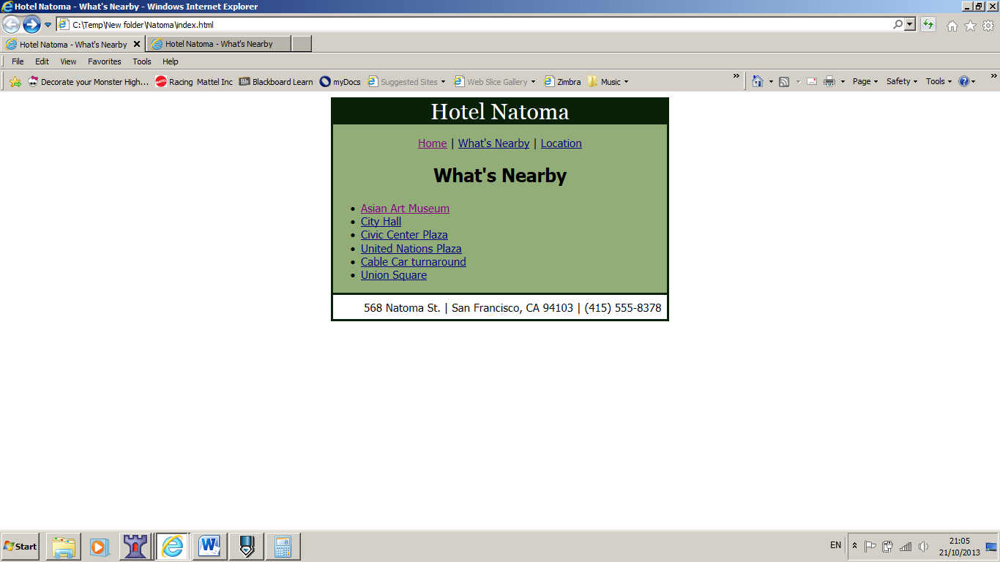 Hotel Natoma - What's Nearby - Windows Internet Explorer
C:\Temp\New folder\Natoma\index.html
Hotel Natoma - What's Nearby Hotel Natoma - What's Nearby
File Edit View Favorites Tools Help
Decorate your Monster High... Racing Mattel Inc Bb Blackboard Learn myDocs Suggested Sites Web Slice Gallery Zimbra Music » Page Safety Tools »
Hotel Natoma
Home | What's Nearby | Location
What's Nearby
• Asian Art Museum
• City Hall
• Civic Center Plaza
• United Nations Plaza
• Cable Car turnaround
• Union Square
568 Natoma St. | San Francisco, CA 94103 | (415) 555-8378
Start EN 21:05
21/10/2013